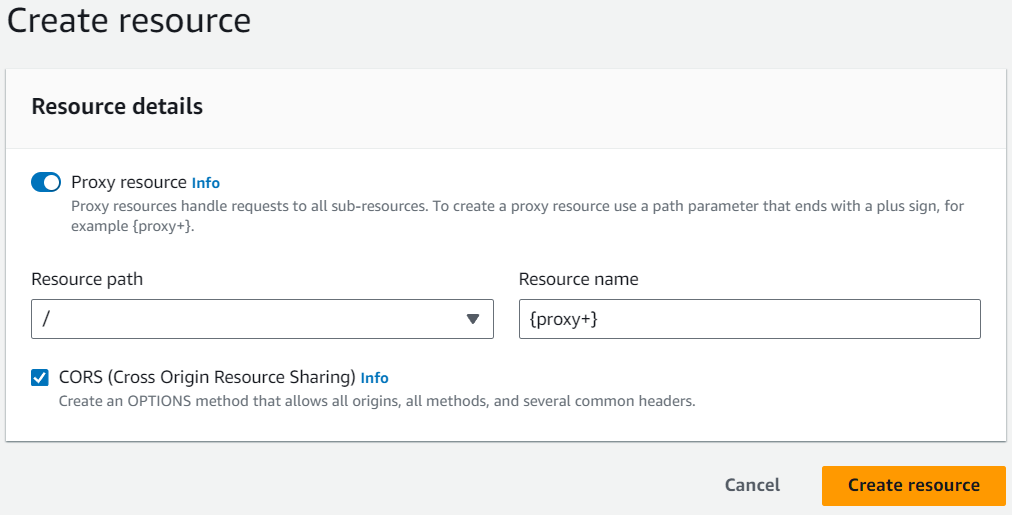 Create resource
Resource details
Proxy resource Info
Proxy resources handle requests to all sub-resources. To create a proxy resource use a path parameter that ends with a plus sign, for
example {proxy+}.
Resource path
/
Resource name
{proxy+}
CORS (Cross Origin Resource Sharing) Info
Create an OPTIONS method that allows all origins, all methods, and several common headers.
Cancel
Create resource